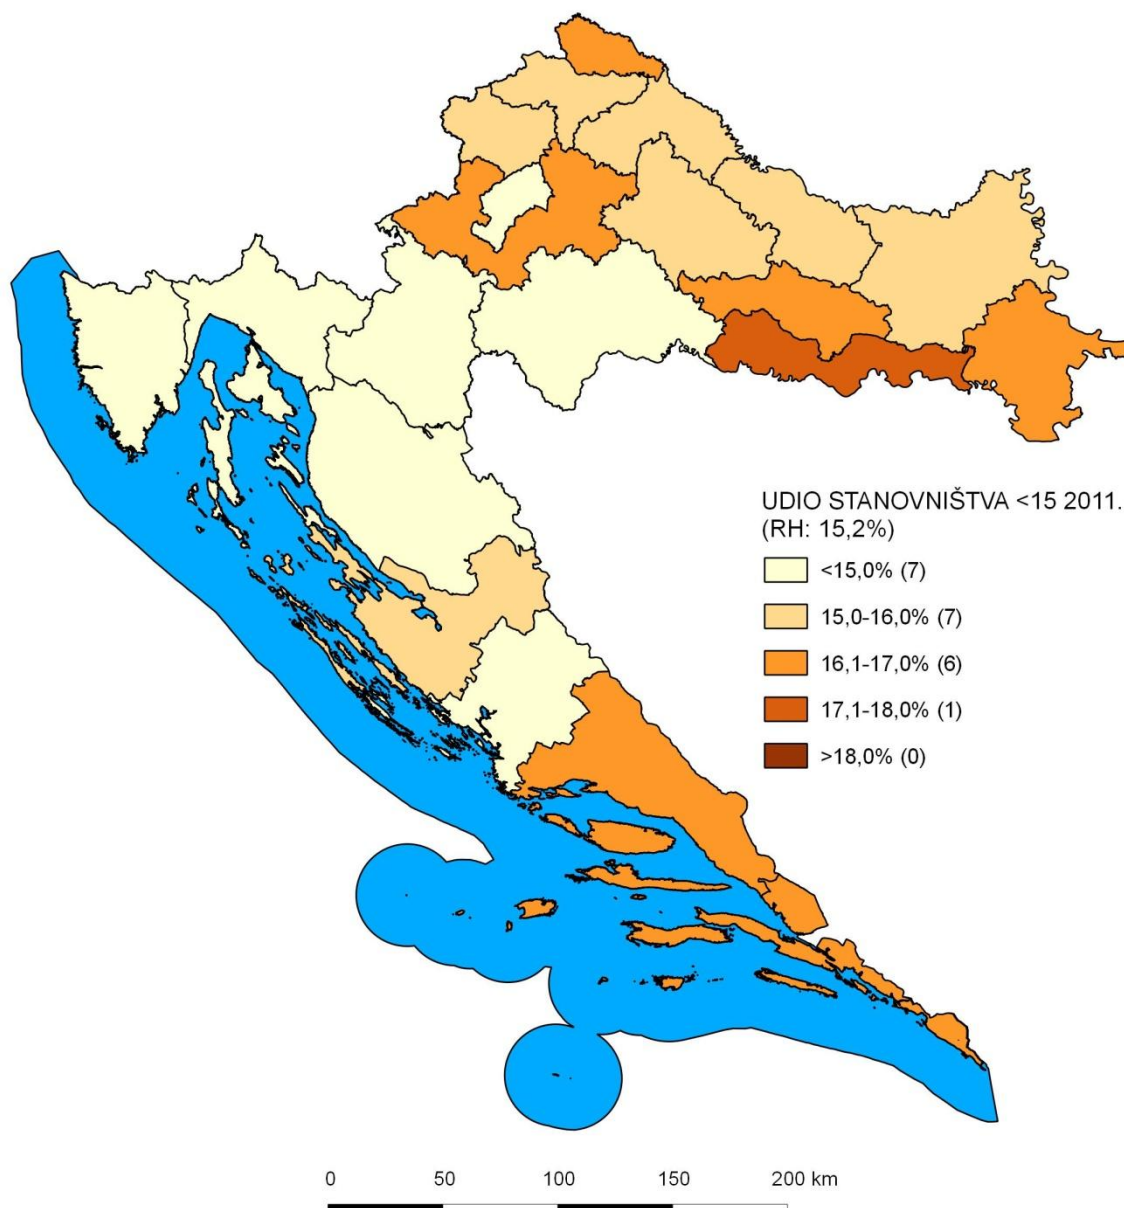 UDIO STANOVNIŠTVA <15 2011.
(RH: 15,2%)
<15,0% (7)
15,0-16,0% (7)
16,1-17,0% (6)
17,1-18,0% (1)
>18,0% (0)
0 50 100 150 200 km